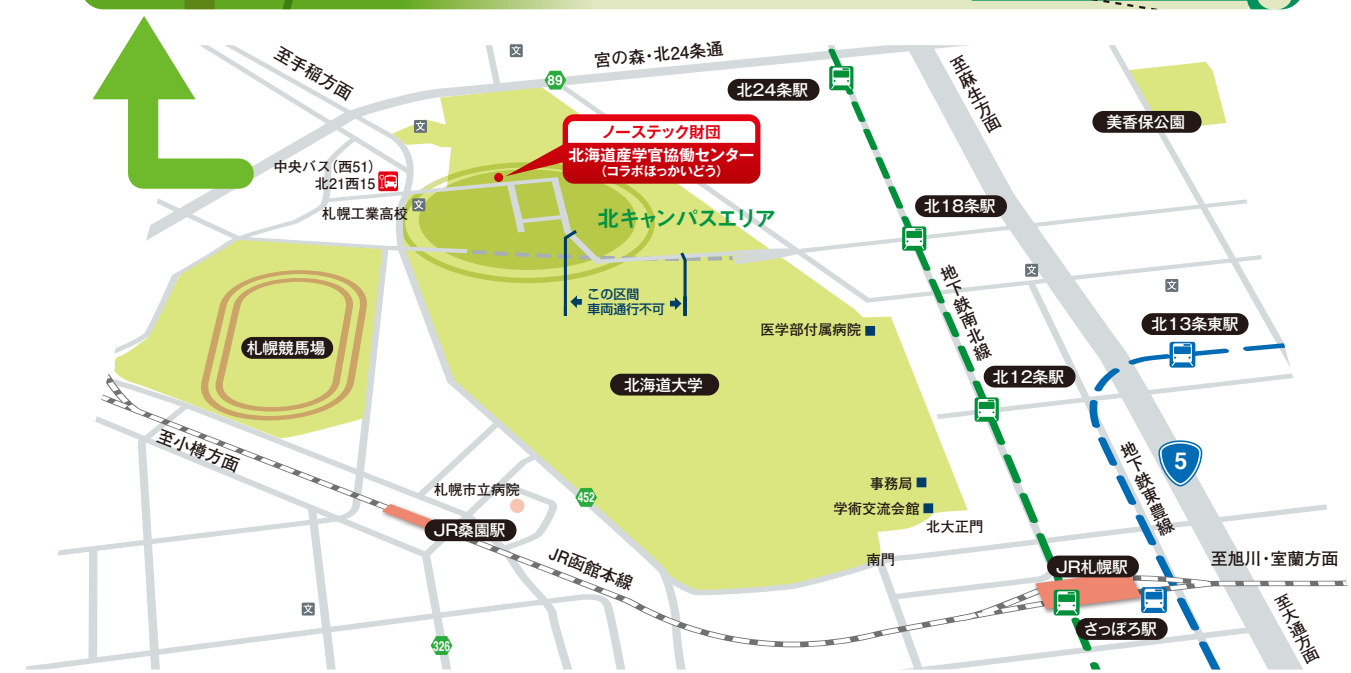 宮の森・北24条通
文
至手稲方面
89
北24条駅
至麻生方面
美香保公園
文
ノーステック財団
北海道産学官協働センター
(コラボほっかいどう)
中央バス(西51)
北21西15
文
札幌工業高校
文
北キャンパスエリア
北18条駅
この区間
車両通行不可
地下鉄南北線
文
文
北13条東駅
医学部付属病院
札幌競馬場
北海道大学
北12条駅
至小樽方面
5
地下鉄東豊線
札幌市立病院
452
事務局
学術交流会館
北大正門
JR桑園駅
JR函館本線
南門
JR札幌駅
至旭川・室蘭方面
文
326
さっぽろ駅
至大通方面